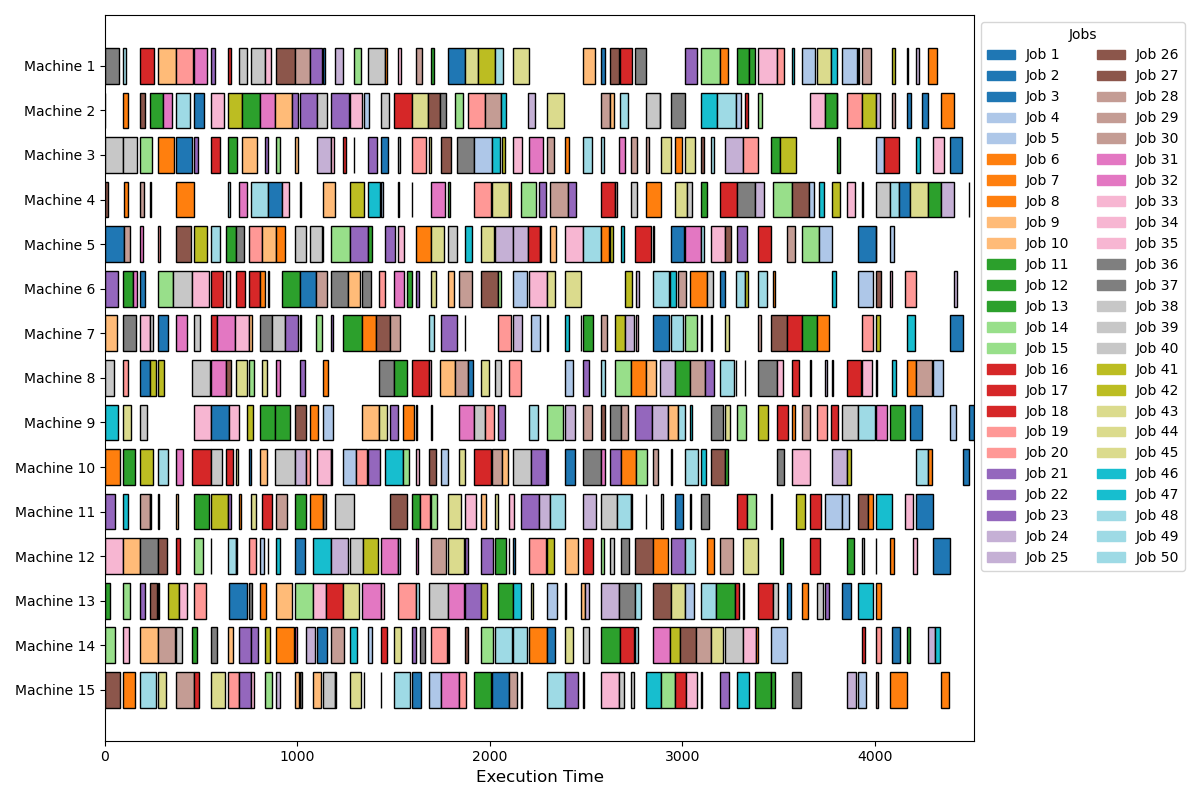 Machine 1
Machine 2
Machine 3
Machine 4
Machine 5
Machine 6
Machine 7
Machine 8
Machine 9
Machine 10
Machine 11
Machine 12
Machine 13
Machine 14
Machine 15
0 1000 2000 3000 4000
Execution Time
Jobs
Job 1 Job 26
Job 2 Job 27
Job 3 Job 28
Job 4 Job 29
Job 5 Job 30
Job 6 Job 31
Job 7 Job 32
Job 8 Job 33
Job 9 Job 34
Job 10 Job 35
Job 11 Job 36
Job 12 Job 37
Job 13 Job 38
Job 14 Job 39
Job 15 Job 40
Job 16 Job 41
Job 17 Job 42
Job 18 Job 43
Job 19 Job 44
Job 20 Job 45
Job 21 Job 46
Job 22 Job 47
Job 23 Job 48
Job 24 Job 49
Job 25 Job 50